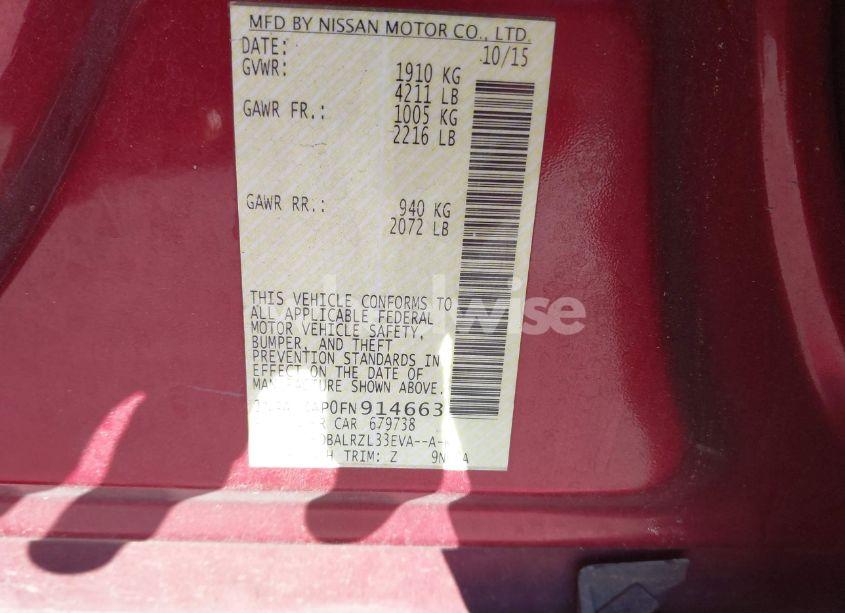 MFD BY NISSAN MOTOR CO., LTD.
DATE: 10/15
GVWR: 1910 KG
4211 LB
GAWR FR.: 1005 KG
2216 LB
GAWR RR.: 940 KG
2072 LB
THIS VEHICLE CONFORMS TO
ALL APPLICABLE FEDERAL
MOTOR VEHICLE SAFETY,
BUMPER, AND THEFT
PREVENTION STANDARDS IN
EFFECT ON THE DATE OF
MANUFACTURE SHOWN ABOVE.
914663
CAR 679738
TRIM: Z
wise